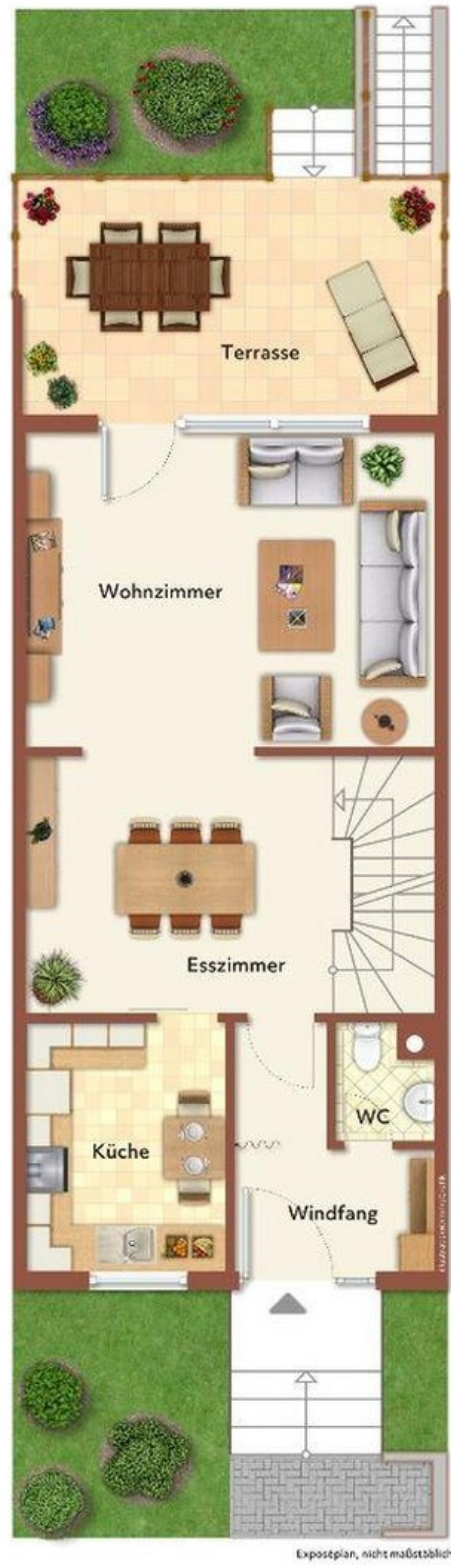 Terrasse
Wohnzimmer
Esszimmer
WC
Küche
Windfang
Exposéplan, nicht maßstäblich